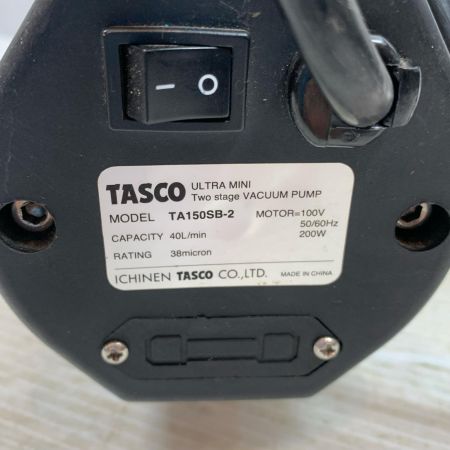 — O
TASCO ULTRA MINI
Two stage VACUUM PUMP
MODEL TA150SB-2 MOTOR=100V
50/60Hz
CAPACITY 40L/min 200W
RATING 38micron
ICHINEN TASCO CO.,LTD. MADE IN CHINA